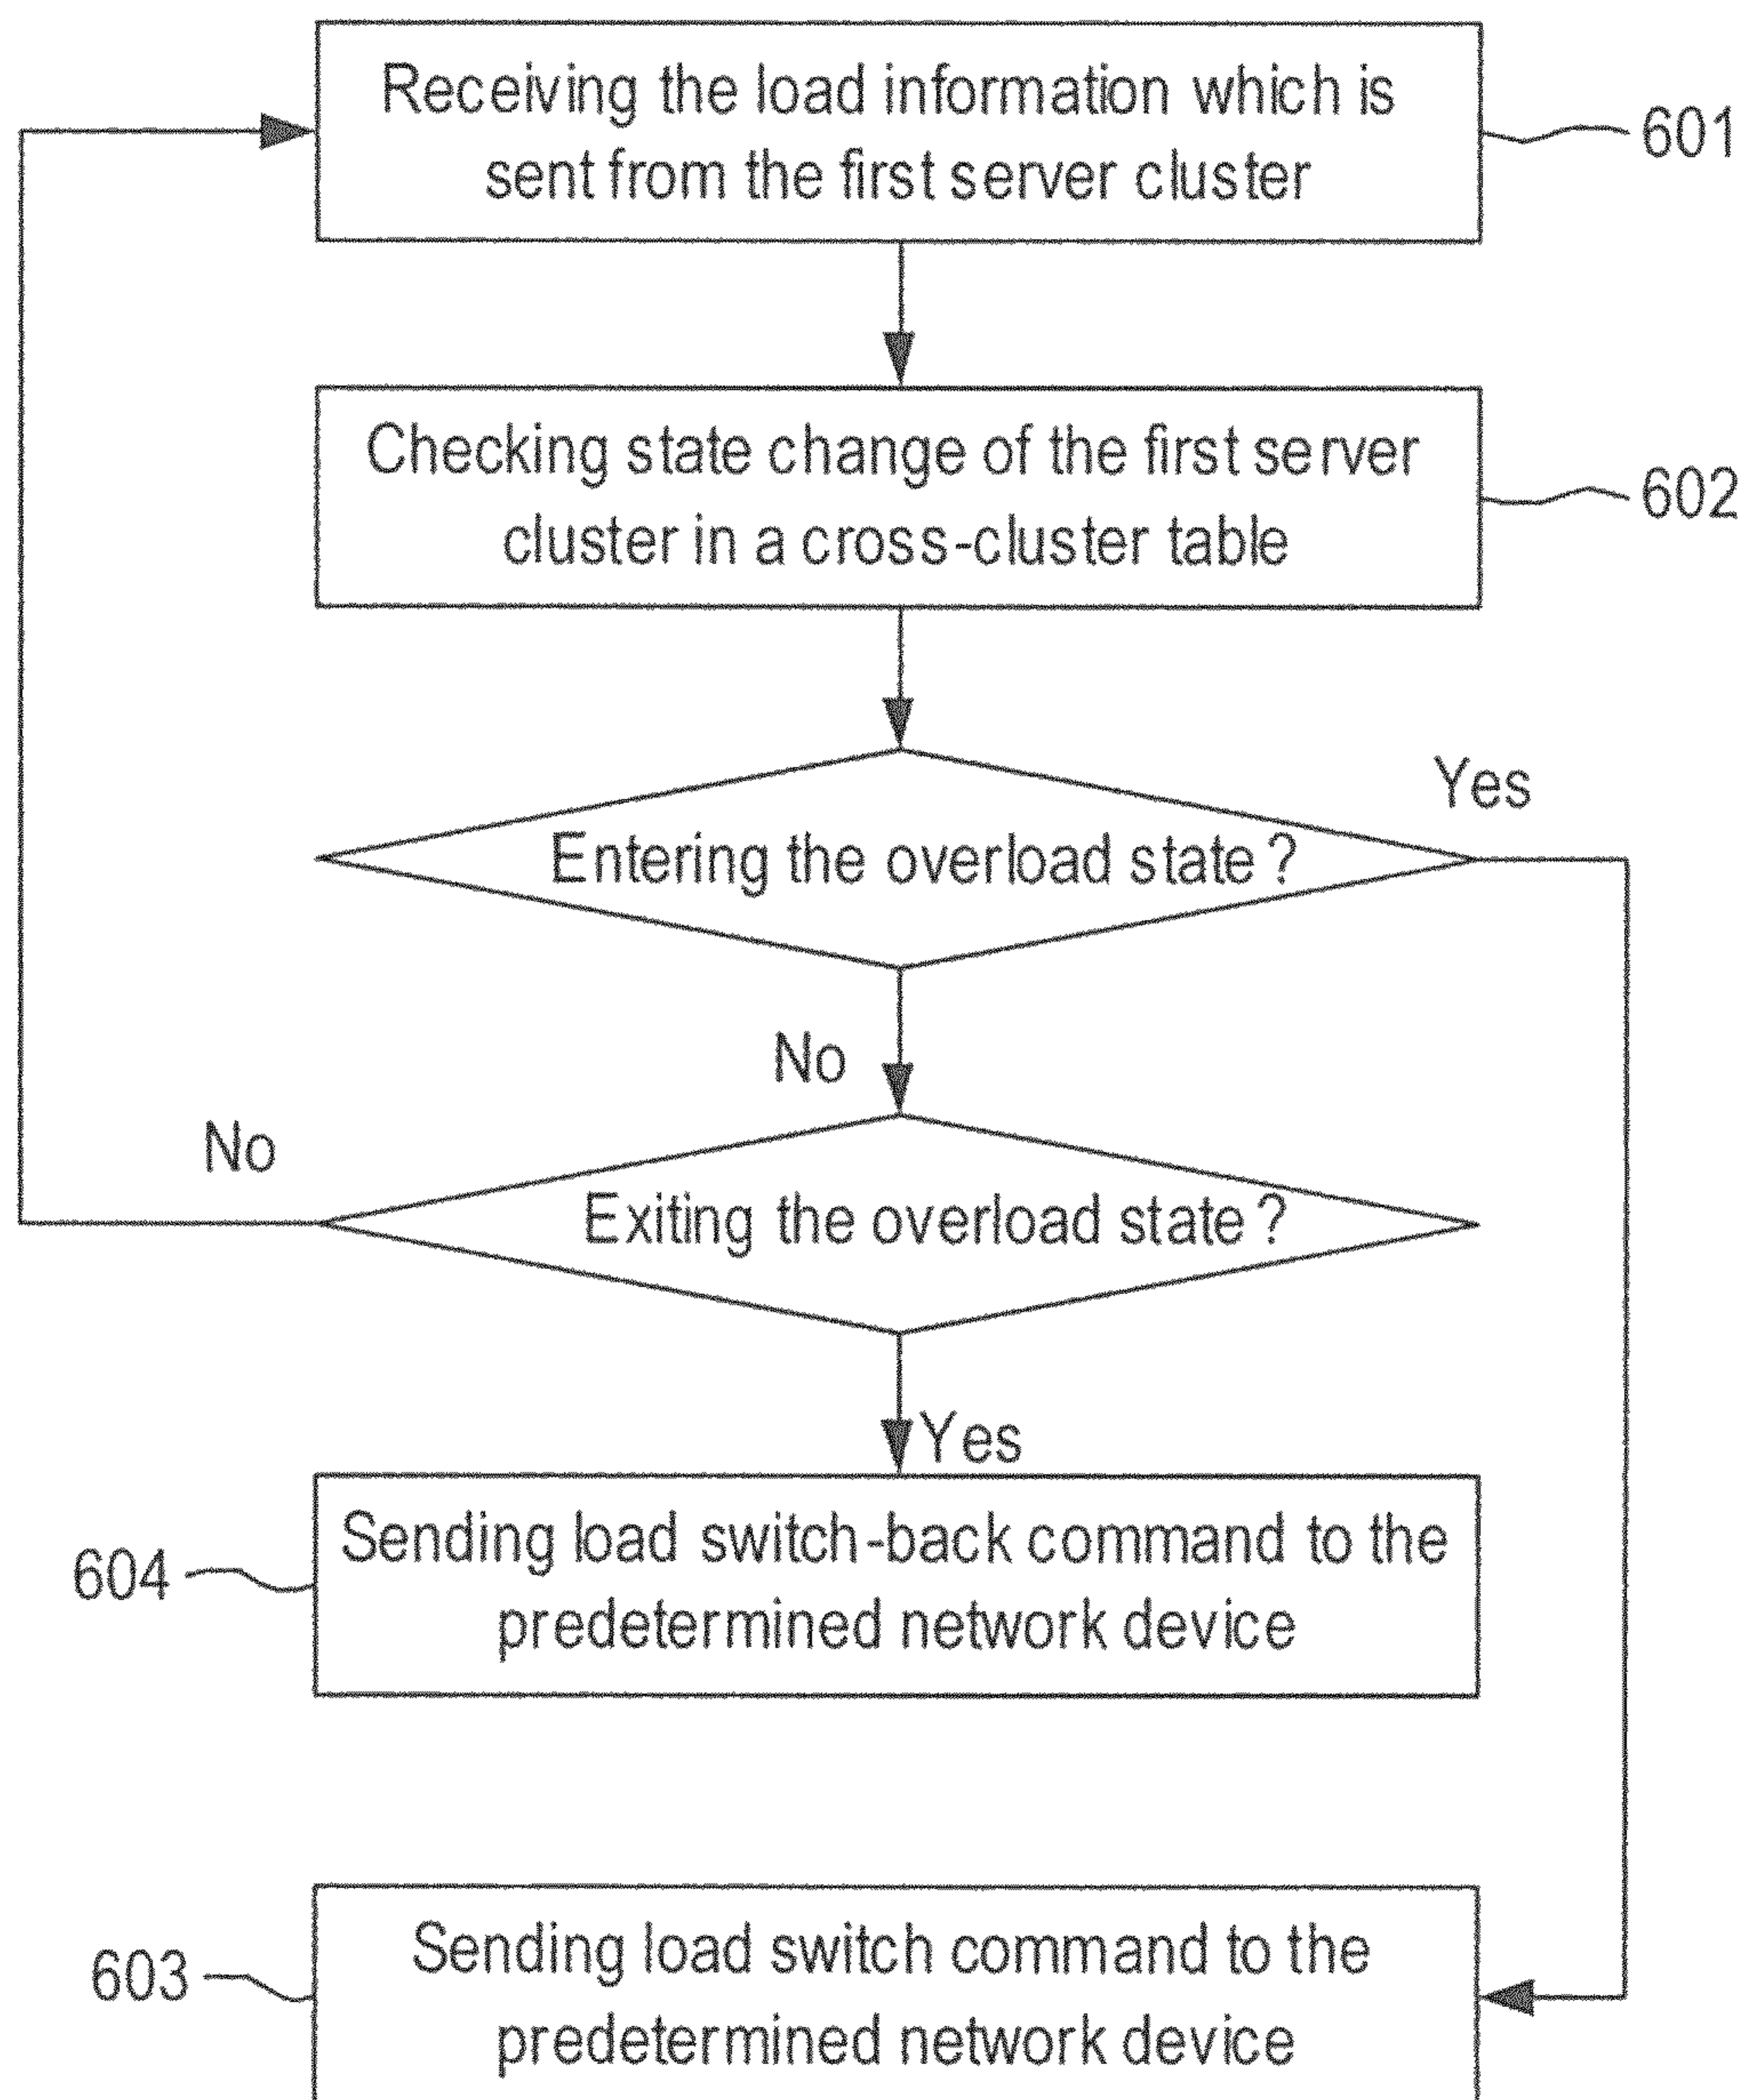 Receiving the load information which is
sent from the first server cluster
601
Checking state change of the first server
cluster in a cross-cluster table
602
Yes
Entering the overload state ?
No
No
Exiting the overload state ?
Yes
Sending load switch-back command to the
predetermined network device
604
Sending load switch command to the
predetermined network device
603